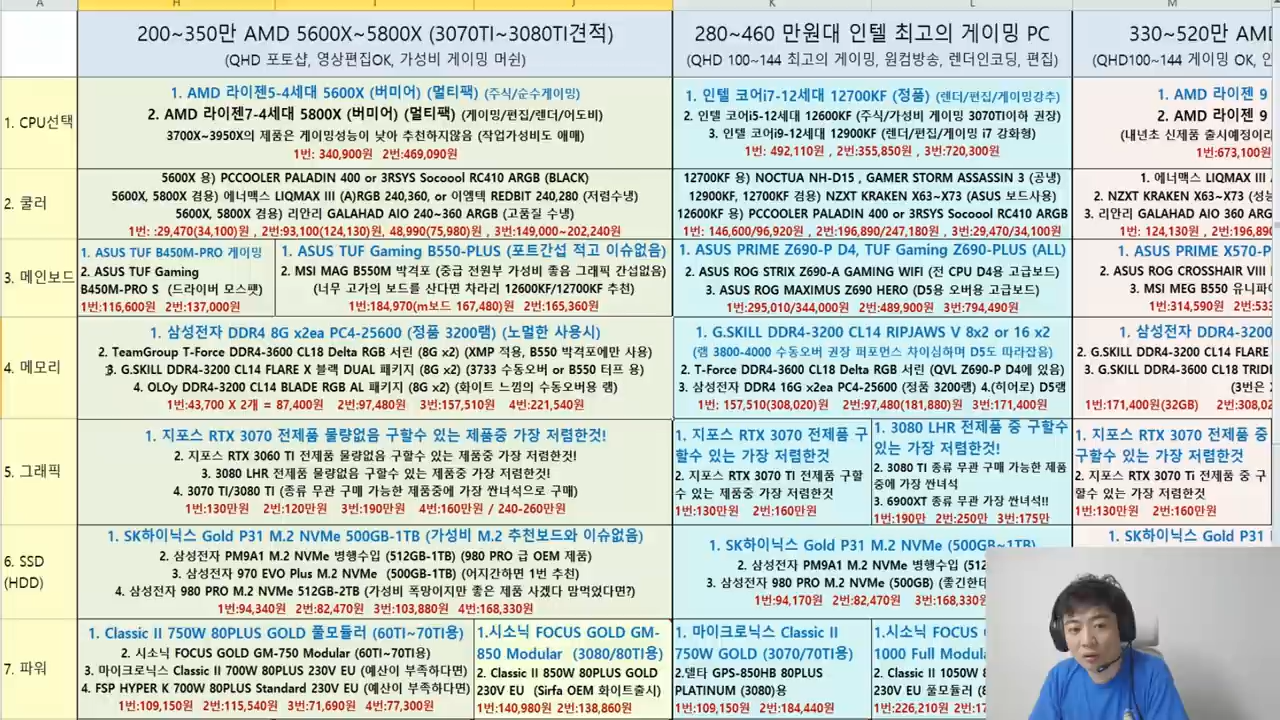 A
H
I
J
K
L
M
200~350만 AMD 5600X~5800X (3070TI~3080TI견적)
(QHD 포토샵, 영상편집OK, 가성비 게이밍 머쉰)
280~460 만원대 인텔 최고의 게이밍 PC
(QHD 100~144 최고의 게이밍, 원컴방송, 렌더인코딩, 편집)
330~520만 AMD
(QHD100~144 게이밍 OK, 인
1. CPU선택
1. AMD 라이젠5-4세대 5600X (버미어) (멀티팩) (주식/순수게이밍)
2. AMD 라이젠7-4세대 5800X (버미어) (멀티팩) (게이밍/편집/렌더/어도비)
3700X~3950X의 제품은 게이밍성능이 낮아 추천하지않음 (작업가성비도 애매)
1번: 340,900원 2번:469,090원
1. 인텔 코어i7-12세대 12700KF (정품) (렌더/편집/게이밍강추)
2. 인텔 코어i5-12세대 12600KF (주식/가성비 게이밍 3070TI이하 권장)
3. 인텔 코어i9-12세대 12900KF (렌더/편집/게이밍 i7 강화형)
1번: 492,110원 , 2번:355,850원 , 3번:720,300원
1. AMD 라이젠 9
2. AMD 라이젠 9
(내년초 신제품 출시예정이라
1번:673,100원
2. 쿨러
5600X 용) PCCOOLER PALADIN 400 or 3RSYS Socoool RC410 ARGB (BLACK)
5600X, 5800X 겸용) 에너맥스 LIQMAX III (A)RGB 240,360, or 이엠텍 REDBIT 240,280 (저렴수냉)
5600X, 5800X 겸용) 리안리 GALAHAD AIO 240~360 ARGB (고품질 수냉)
1번: :29,470(34,100)원 , 2번:93,100(124,130)원, 48,990(75,980)원 , 3번:149,000~202,240원
12700KF 용) NOCTUA NH-D15 , GAMER STORM ASSASSIN 3 (공냉)
12900KF, 12700KF 겸용) NZXT KRAKEN X63~X73 (ASUS 보드사용)
12600KF 용) PCCOOLER PALADIN 400 or 3RSYS Socoool RC410 ARGB
1번: 146,600/96,920원 , 2번:196,890/247,180원 , 3번:29,470/34,100원
1. 에너맥스 LIQMAX III
2. NZXT KRAKEN X63~X73 (성능
3. 리안리 GALAHAD AIO 360 ARG
1번: 124,130원 , 2번:196,890
3. 메인보드
1. ASUS TUF B450M-PRO 게이밍
2. ASUS TUF Gaming
B450M-PRO S (드라이버 모스팻)
1번:116,600원 2번:137,000원
1. ASUS TUF Gaming B550-PLUS (포트간섭 적고 이슈없음)
2. MSI MAG B550M 박격포 (중급 전원부 가성비 좋음 그래픽 간섭없음)
(너무 고가의 보드를 산다면 차라리 12600KF/12700KF 추천)
1번:184,970(m보드 167,480)원 2번:165,360원
1. ASUS PRIME Z690-P D4, TUF Gaming Z690-PLUS (ALL)
2. ASUS ROG STRIX Z690-A GAMING WIFI (전 CPU D4용 고급보드)
3. ASUS ROG MAXIMUS Z690 HERO (D5용 오버용 고급보드)
1번:295,010/344,000원 2번:489,900원 3번:794,490원
1. ASUS PRIME X570-P
2. ASUS ROG CROSSHAIR VIII
3. MSI MEG B550 유니파이
1번:314,590원 2번:533
4. 메모리
1. 삼성전자 DDR4 8G x2ea PC4-25600 (정품 3200램) (노멀한 사용시)
2. TeamGroup T-Force DDR4-3600 CL18 Delta RGB 서린 (8G x2) (XMP 적용, B550 박격포에만 사용)
3. G.SKILL DDR4-3200 CL14 FLARE X 블랙 DUAL 패키지 (8G x2) (3733 수동오버 or B550 터프 용)
4. OLOy DDR4-3200 CL14 BLADE RGB AL 패키지 (8G x2) (화이트 느낌의 수동오버용 램)
1번:43,700 X 2개 = 87,400원 2번:97,480원 3번:157,510원 4번:221,540원
1. G.SKILL DDR4-3200 CL14 RIPJAWS V 8x2 or 16 x2
(램 3800-4000 수동오버 권장 퍼포먼스 차이심하며 D5도 따라잡음)
2. T-Force DDR4-3600 CL18 Delta RGB 서린 (QVL Z690-P D4에 있음)
3. 삼성전자 DDR4 16G x2ea PC4-25600 (정품 3200램) 4.(히어로) D5램
1번: 157,510(308,020)원 2번:97,480(181,880)원 3번:171,400원
1. 삼성전자 DDR4-3200
2. G.SKILL DDR4-3200 CL14 FLARE
3. G.SKILL DDR4-3200 CL14 TRIDE
(3번은
1번:171,400원(32GB) 2번:308,02
5. 그래픽
1. 지포스 RTX 3070 전제품 물량없음 구할수 있는 제품중 가장 저렴한것!
2. 지포스 RTX 3060 TI 전제품 물량없음 구할수 있는 제품중 가장 저렴한것!
3. 3080 LHR 전제품 물량없음 구할수 있는 제품중 가장 저렴한것!
4. 3070 TI/3080 TI (종류 무관 구매 가능한 제품중에 가장 싼녀석으로 구매)
1번:130만원 2번:120만원 3번:190만원 4번:160만원 / 240-260만원
1. 지포스 RTX 3070 전제품 구
할수 있는 가장 저렴한것
2. 지포스 RTX 3070 TI 전제품 구할
수 있는 제품중 가장 저렴한것
1번:130만원 2번:160만원
1. 3080 LHR 전제품 중 구할수
있는 가장 저렴한것
2. 3080 TI 종류 무관 구매 가능한 제품
중에 가장 싼녀석
3. 6900XT 종류 무관 가장 싼녀석!!
1번:190만 2번:250만 3번:175만
1. 지포스 RTX 3070 전제품 중
구할수 있는 가장 저렴한것
2. 지포스 RTX 3070 Ti 전제품 중 구
할수 있는 제품중 가장 저렴한것
1번:130만원 2번:160만원
6. SSD
(HDD)
1. SK하이닉스 Gold P31 M.2 NVMe 500GB-1TB (가성비 M.2 추천보드와 이슈없음)
2. 삼성전자 PM9A1 M.2 NVMe 병행수입 (512GB-1TB) (980 PRO 급 OEM 제품)
3. 삼성전자 970 EVO Plus M.2 NVMe (500GB-1TB) (어지간하면 1번 추천)
4. 삼성전자 980 PRO M.2 NVMe 512GB-2TB (가성비 폭망이지만 좋은 제품 사겠다 맘먹었다면?)
1번:94,340원 2번:82,470원 3번:103,880원 4번:168,330원
1. SK하이닉스 Gold P31 M.2 NVMe (500GB~1TB)
2. 삼성전자 PM9A1 M.2 NVMe 병행수입 (512
3. 삼성전자 980 PRO M.2 NVMe (500GB) (좋긴한데
1번:94,170원 2번:82,470원 3번:168,330원
1. SK하이닉스 Gold P31
7. 파워
1. Classic II 750W 80PLUS GOLD 풀모듈러 (60TI~70TI용)
2. 시소닉 FOCUS GOLD GM-750 Modular (60TI~70TI용)
3. 마이크로닉스 Classic II 700W 80PLUS 230V EU (예산이 부족하다면)
4. FSP HYPER K 700W 80PLUS Standard 230V EU (예산이 부족하다면)
1번:109,150원 2번:115,540원 3번:71,690원 4번:77,300원
1.시소닉 FOCUS GOLD GM-
850 Modular (3080/80TI용)
2. Classic II 850W 80PLUS GOLD
230V EU (Sirfa OEM 화이트출시)
1번:140,980원 2번:138,860원
1. 마이크로닉스 Classic II
750W GOLD (3070/70TI용)
2.델타 GPS-850HB 80PLUS
PLATINUM (3080)용
1번:109,150원 2번:184,440원
1.시소닉 FOCUS GOLD
1000 Full Modula
2. Classic II 1050W 8
230V EU 풀모듈러 (8
1번:226,210원 2번:17